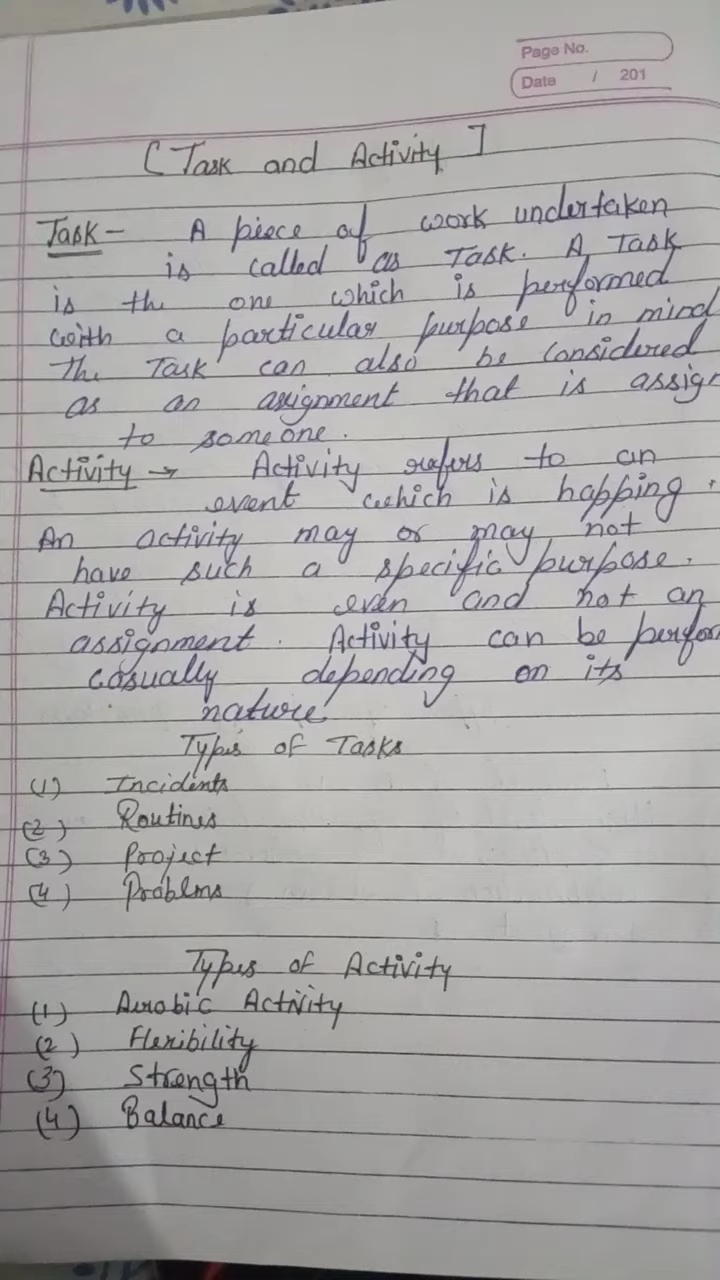 Page No.
Date / 201
[Task and Activity]
Task – A piece of work undertaken
is called as Task. A Task
is the one which is performed
with a particular purpose in mind
The Task can also be considered
as an assignment that is assig
to someone.
Activity → Activity refers to an
event which is happing.
An activity may or may not
have such a specific purpose.
Activity is even and not an
assignment. Activity can be perfor
casually depending on its
nature
Types of Tasks
(1) Incidents
(2) Routines
(3) Project
(4) Problms
Types of Activity
(1) Aerobic Activity
(2) Flexibility
(3) Strength
(4) Balance